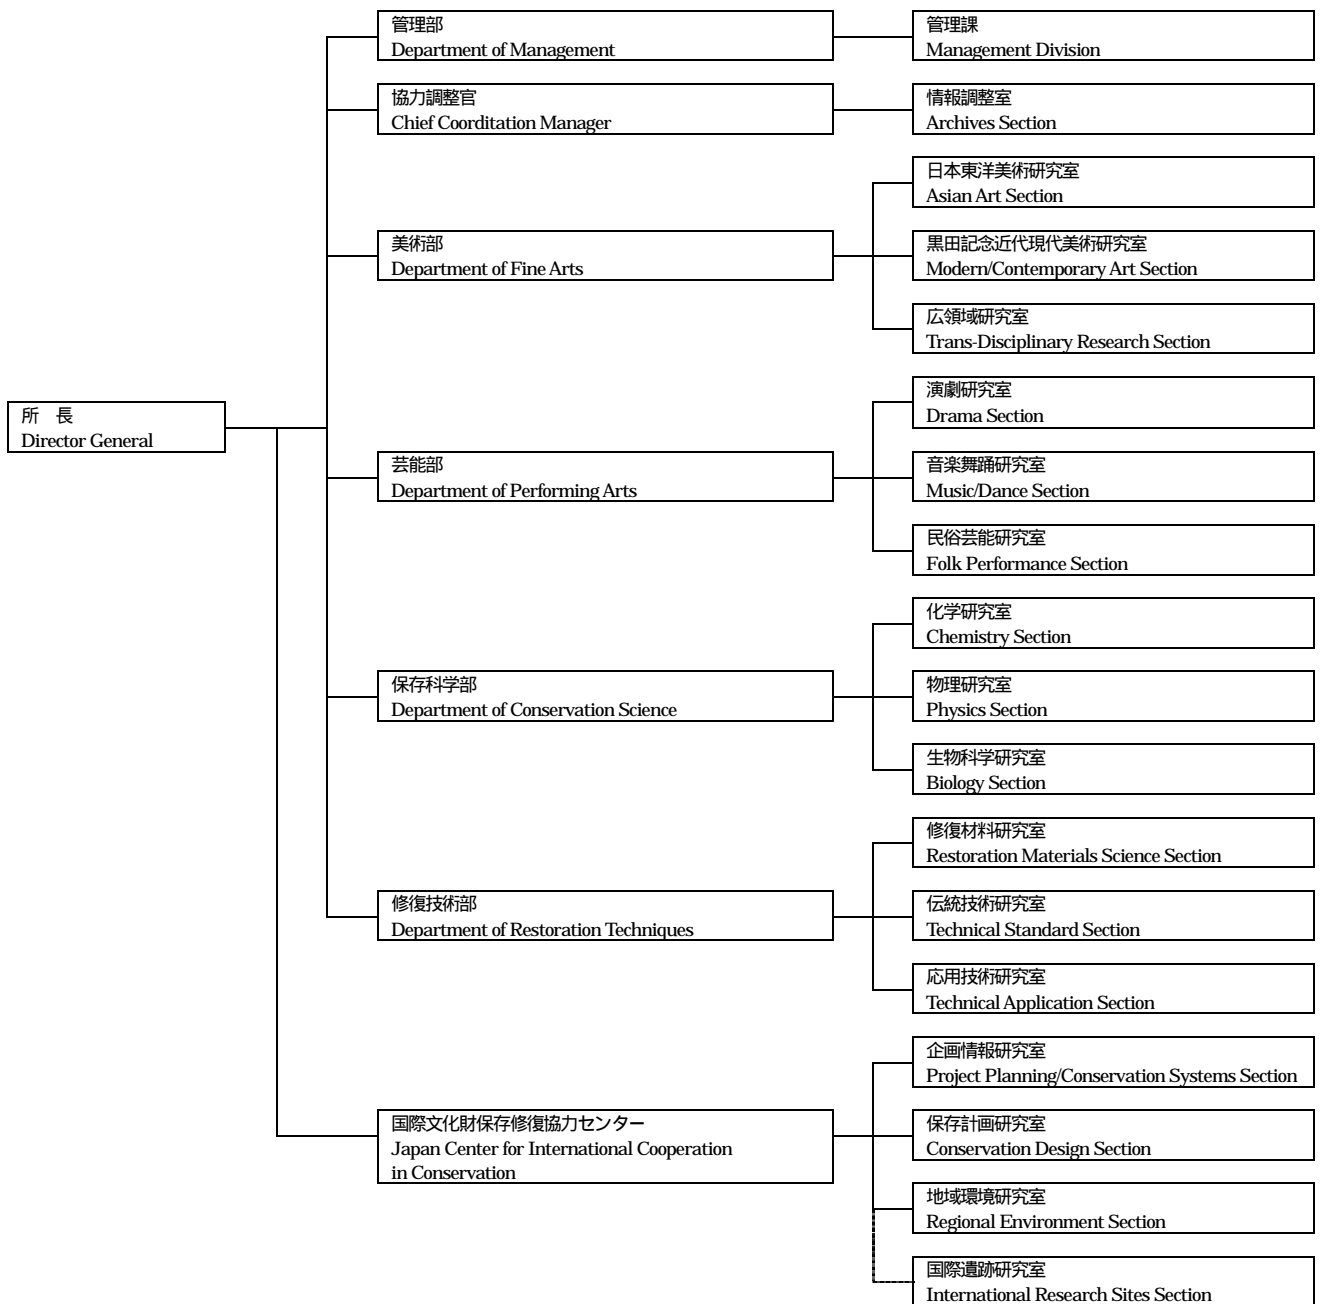 管理部
Department of Management
管理課
Management Division
協力調整官
Chief Coorditation Manager
情報調整室
Archives Section
日本東洋美術研究室
Asian Art Section
美術部
Department of Fine Arts
黒田記念近代現代美術研究室
Modern/Contemporary Art Section
広領域研究室
Trans-Disciplinary Research Section
所　長
Director General
演劇研究室
Drama Section
芸能部
Department of Performing Arts
音楽舞踊研究室
Music/Dance Section
民俗芸能研究室
Folk Performance Section
化学研究室
Chemistry Section
保存科学部
Department of Conservation Science
物理研究室
Physics Section
生物科学研究室
Biology Section
修復材料研究室
Restoration Materials Science Section
修復技術部
Department of Restoration Techniques
伝統技術研究室
Technical Standard Section
応用技術研究室
Technical Application Section
企画情報研究室
Project Planning/Conservation Systems Section
国際文化財保存修復協力センター
Japan Center for International Cooperation
in Conservation
保存計画研究室
Conservation Design Section
地域環境研究室
Regional Environment Section
国際遺跡研究室
International Research Sites Section